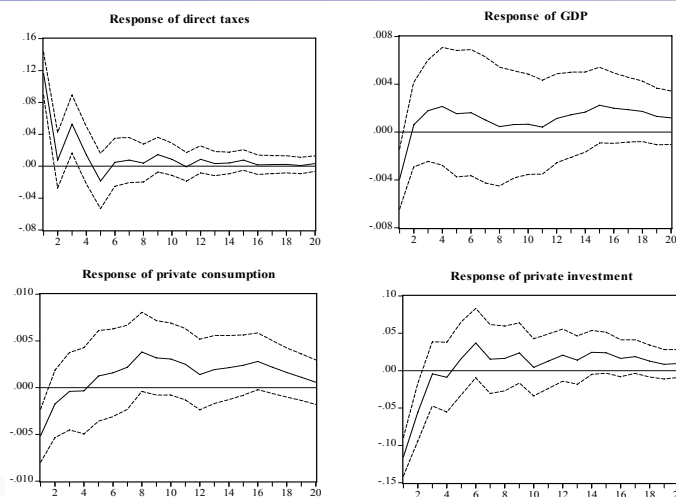 Response of direct taxes
.16
.12
.08
.04
.00
-.04
-.08
2 4 6 8 10 12 14 16 18 20
Response of GDP
.008
.004
.000
-.004
-.008
2 4 6 8 10 12 14 16 18 20
Response of private consumption
.010
.005
.000
-.005
-.010
2 4 6 8 10 12 14 16 18 20
Response of private investment
.10
.05
.00
-.05
-.10
-.15
2 4 6 8 10 12 14 16 18 20